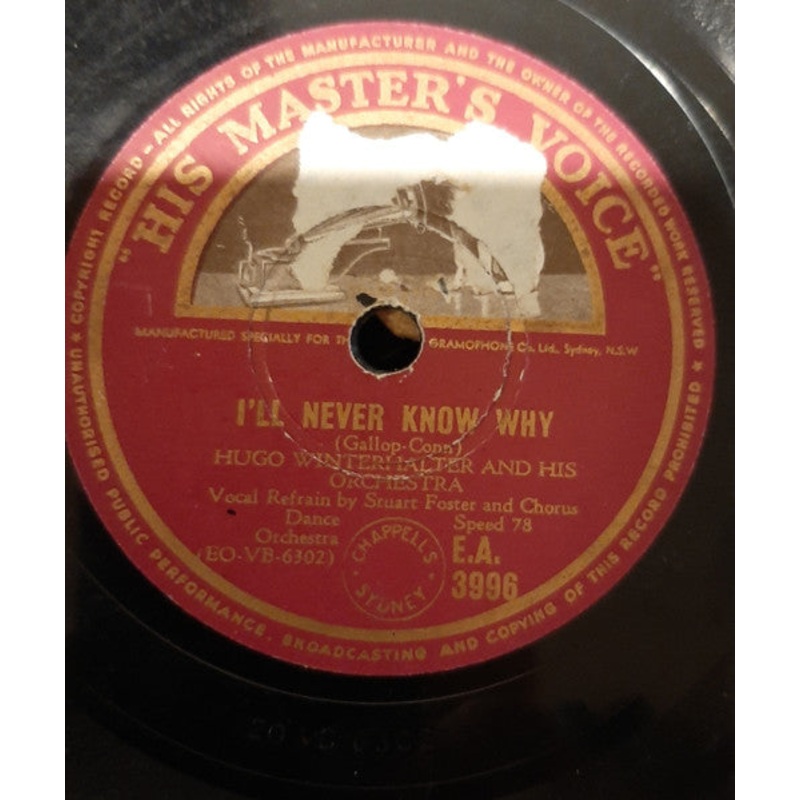 UNAUTHORISED PUBLIC PERFORMANCE, BROADCASTING AND COPYING OF THIS RECORD PROHIBITED ★ COPYRIGHT RECORD – ALL RIGHTS OF THE MANUFACTURER AND THE OWNER OF THE RECORDED WORK RESERVED ★
"HIS MASTER'S VOICE"
MANUFACTURED SPECIALLY FOR GRAMOPHONE Co. Ltd., Sydney, N.S.W
I'LL NEVER KNOW WHY
(Gallop-Conn)
HUGO WINTERHALTER AND HIS
ORCHESTRA
Vocal Refrain by Stuart Foster and Chorus
Dance Speed 78
Orchestra E.A.
(EO-VB-6302) 3996
CHAPPELLS
SYDNEY